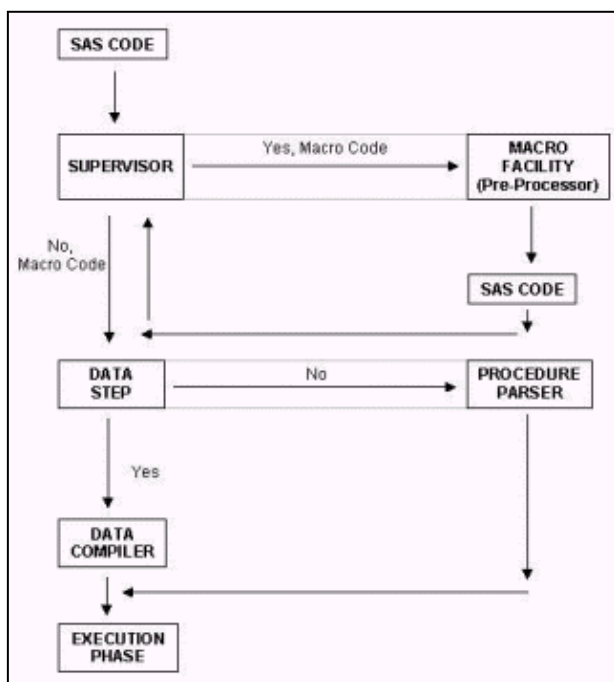 SAS CODE
SUPERVISOR
Yes, Macro Code
MACRO
FACILITY
(Pre-Processor)
No,
Macro Code
SAS CODE
DATA
STEP
No
PROCEDURE
PARSER
Yes
DATA
COMPILER
EXECUTION
PHASE